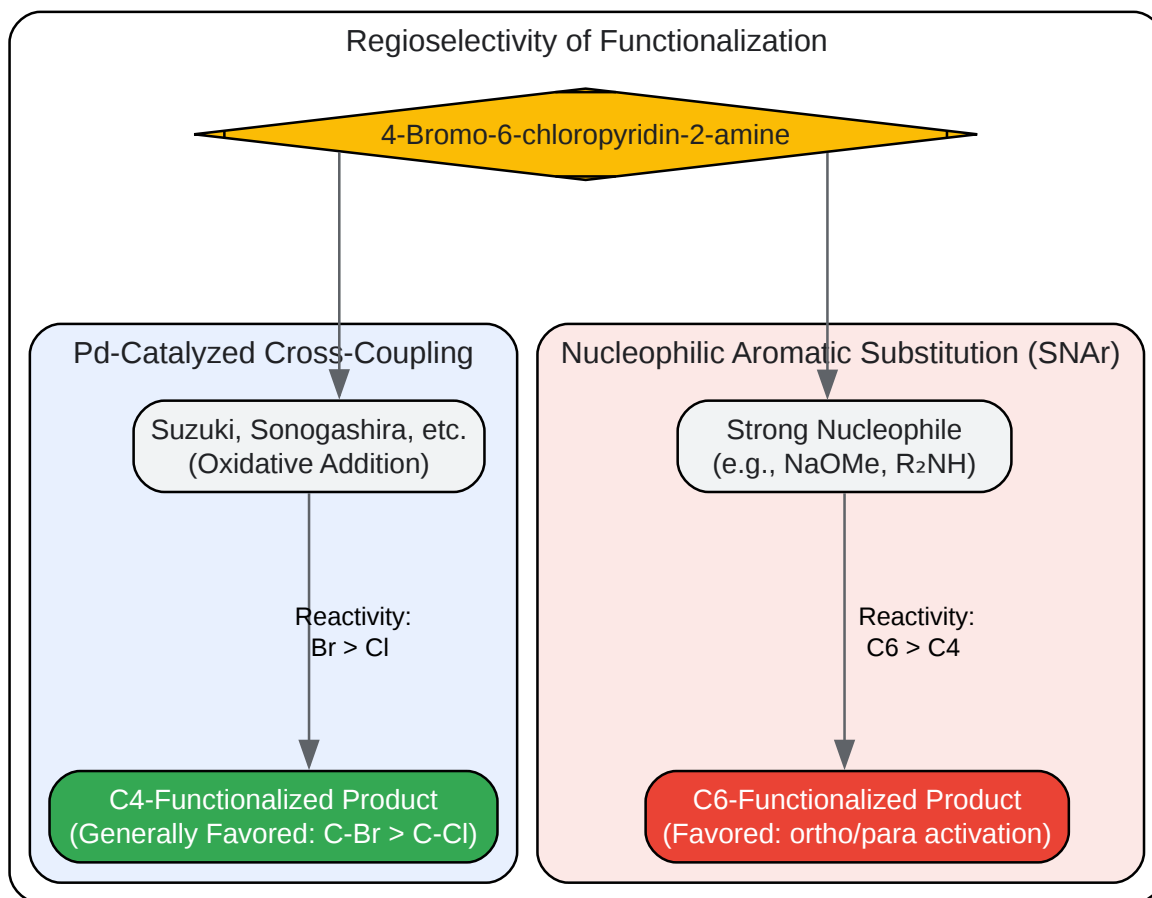 Regioselectivity of Functionalization
4-Bromo-6-chloropyridin-2-amine
Pd-Catalyzed Cross-Coupling
Suzuki, Sonogashira, etc.
(Oxidative Addition)
Reactivity:
Br > Cl
C4-Functionalized Product
(Generally Favored: C-Br > C-Cl)
Nucleophilic Aromatic Substitution (SNAr)
Strong Nucleophile
(e.g., NaOMe, R₂NH)
Reactivity:
C6 > C4
C6-Functionalized Product
(Favored: ortho/para activation)